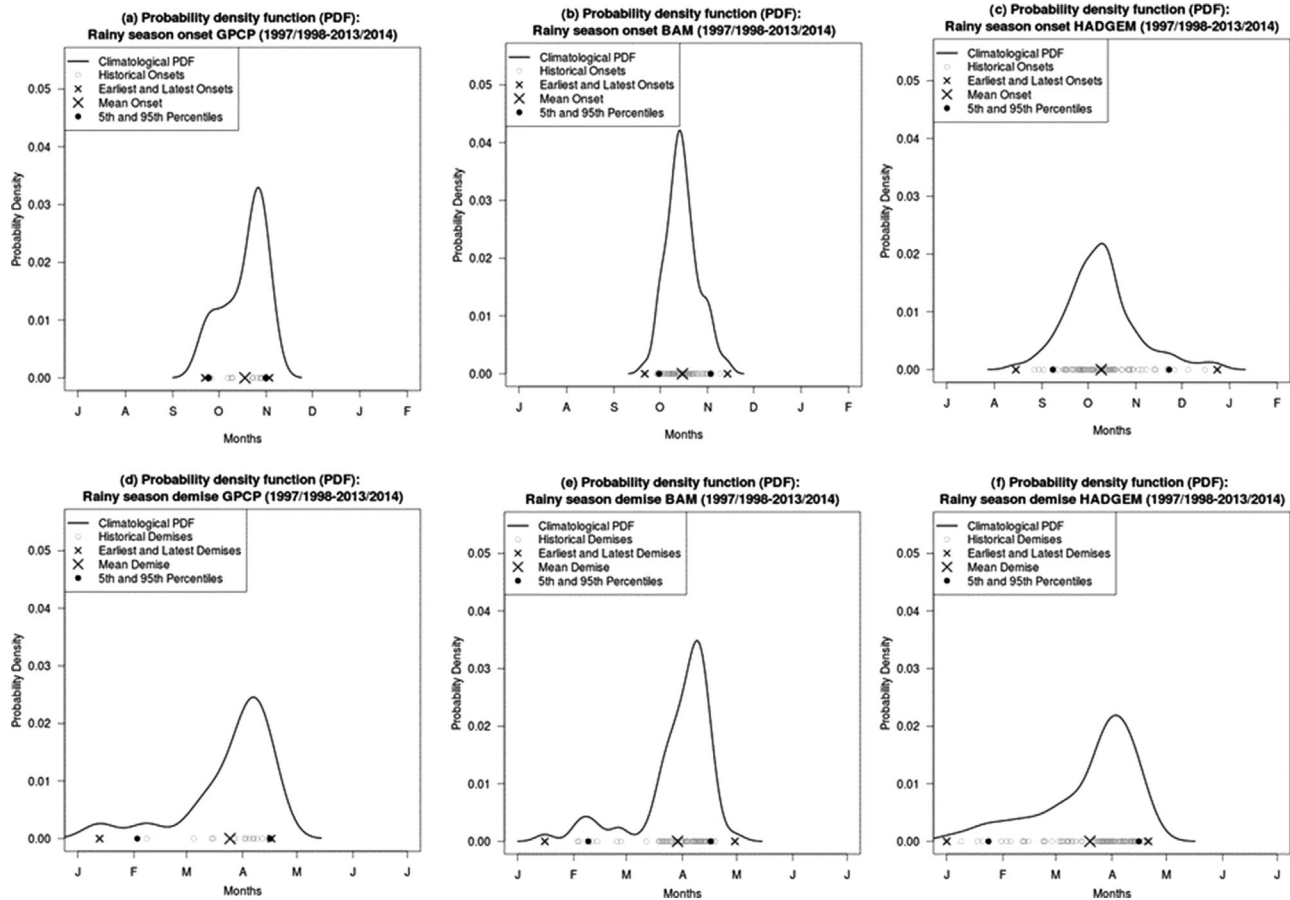 (a) Probability density function (PDF):
Rainy season onset GPCP (1997/1998-2013/2014)
Climatological PDF
Historical Onsets
Earliest and Latest Onsets
Mean Onset
5th and 95th Percentiles
Probability Density
0.05
0.04
0.03
0.02
0.01
0.00
J A S O N D J F
Months
(b) Probability density function (PDF):
Rainy season onset BAM (1997/1998-2013/2014)
Climatological PDF
Historical Onsets
Earliest and Latest Onsets
Mean Onset
5th and 95th Percentiles
Probability Density
0.05
0.04
0.03
0.02
0.01
0.00
J A S O N D J F
Months
(c) Probability density function (PDF):
Rainy season onset HADGEM (1997/1998-2013/2014)
Climatological PDF
Historical Onsets
Earliest and Latest Onsets
Mean Onset
5th and 95th Percentiles
Probability Density
0.05
0.04
0.03
0.02
0.01
0.00
J A S O N D J F
Months
(d) Probability density function (PDF):
Rainy season demise GPCP (1997/1998-2013/2014)
Climatological PDF
Historical Demises
Earliest and Latest Demises
Mean Demise
5th and 95th Percentiles
Probability Density
0.05
0.04
0.03
0.02
0.01
0.00
J F M A M J J
Months
(e) Probability density function (PDF):
Rainy season demise BAM (1997/1998-2013/2014)
Climatological PDF
Historical Demises
Earliest and Latest Demises
Mean Demise
5th and 95th Percentiles
Probability Density
0.05
0.04
0.03
0.02
0.01
0.00
J F M A M J J
Months
(f) Probability density function (PDF):
Rainy season demise HADGEM (1997/1998-2013/2014)
Climatological PDF
Historical Demises
Earliest and Latest Demises
Mean Demise
5th and 95th Percentiles
Probability Density
0.05
0.04
0.03
0.02
0.01
0.00
J F M A M J J
Months